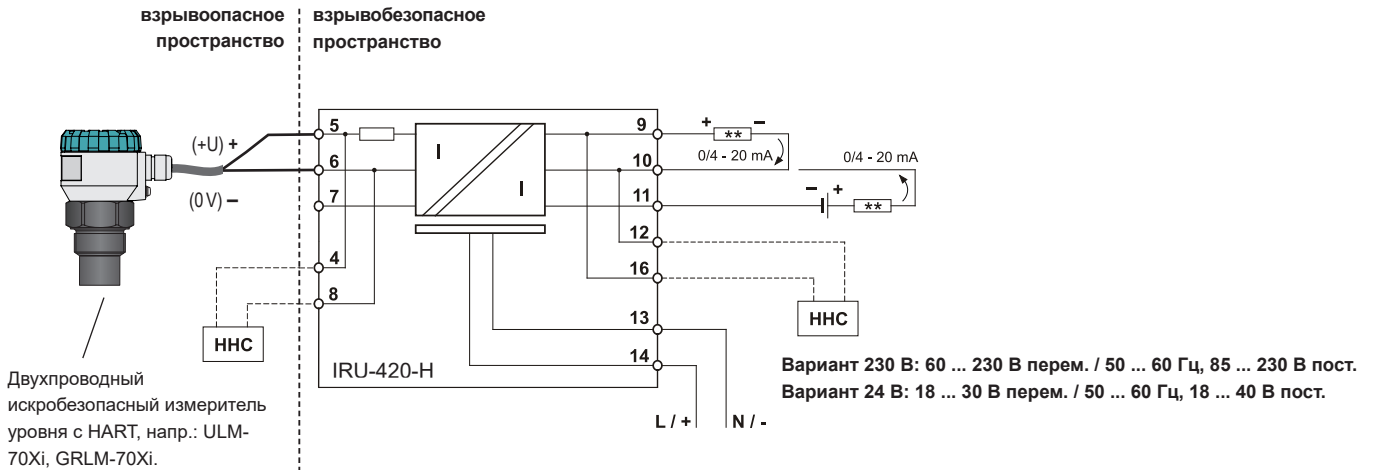 взрывоопасное
пространство
взрывобезопасное
пространство
(+U) +
(0 V) –
5
6
7
4
8
I
I
9
10
11
12
16
13
14
+ ** –
0/4 - 20 mA
0/4 - 20 mA
– +
**
HHC
HHC
IRU-420-H
L / +
N / -
Двухпроводный
искробезопасный измеритель
уровня с HART, напр.: ULM-
70Xi, GRLM-70Xi.
Вариант 230 В: 60 ... 230 В перем. / 50 ... 60 Гц, 85 ... 230 В пост.
Вариант 24 В: 18 ... 30 В перем. / 50 ... 60 Гц, 18 ... 40 В пост.